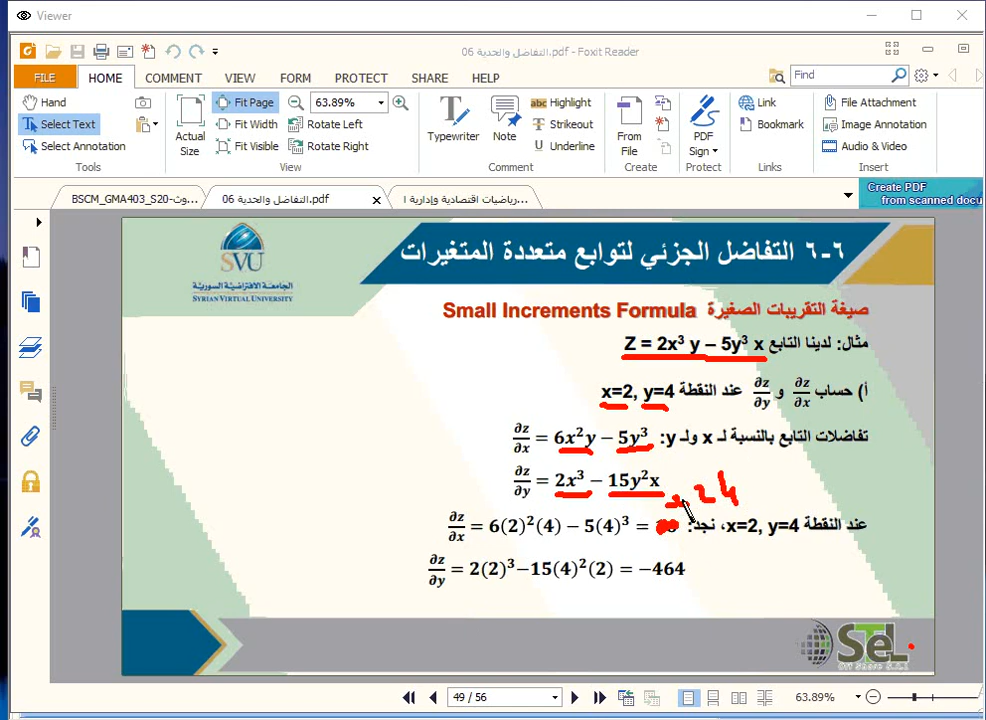 Viewer
التفاضل والحدية 06.pdf - Foxit Reader
FILE HOME COMMENT VIEW FORM PROTECT SHARE HELP Find
Hand
Select Text
Select Annotation
Tools
Actual Size
Fit Page
Fit Width
Fit Visible
63.89%
Rotate Left
Rotate Right
View
Typewriter
Note
Highlight
Strikeout
Underline
Comment
From File
Create
PDF Sign
Protect
Link
Bookmark
Links
File Attachment
Image Annotation
Audio & Video
Insert
BSCM_GMA403_S20-وث...
التفاضل والحدية 06.pdf
رياضيات اقتصادية وإدارية ا...
Create PDF
from scanned docu
SVU
الجامعة الافتراضية السورية
SYRIAN VIRTUAL UNIVERSITY
٦-٦ التفاضل الجزئي لتوابع متعددة المتغيرات
صيغة التقريبات الصغيرة Small Increments Formula
مثال: لدينا التابع Z = 2x³ y – 5y³ x
أ) حساب ∂z/∂x و ∂z/∂y عند النقطة x=2, y=4
تفاضلات التابع بالنسبة لـ x ولـ y: ∂z/∂x = 6x²y − 5y³
∂z/∂y = 2x³ − 15y²x
24
عند النقطة x=2, y=4، نجد: ∂z/∂x = 6(2)²(4) − 5(4)³ =
∂z/∂y = 2(2)³−15(4)²(2) = −464
SeL
49 / 56
63.89%